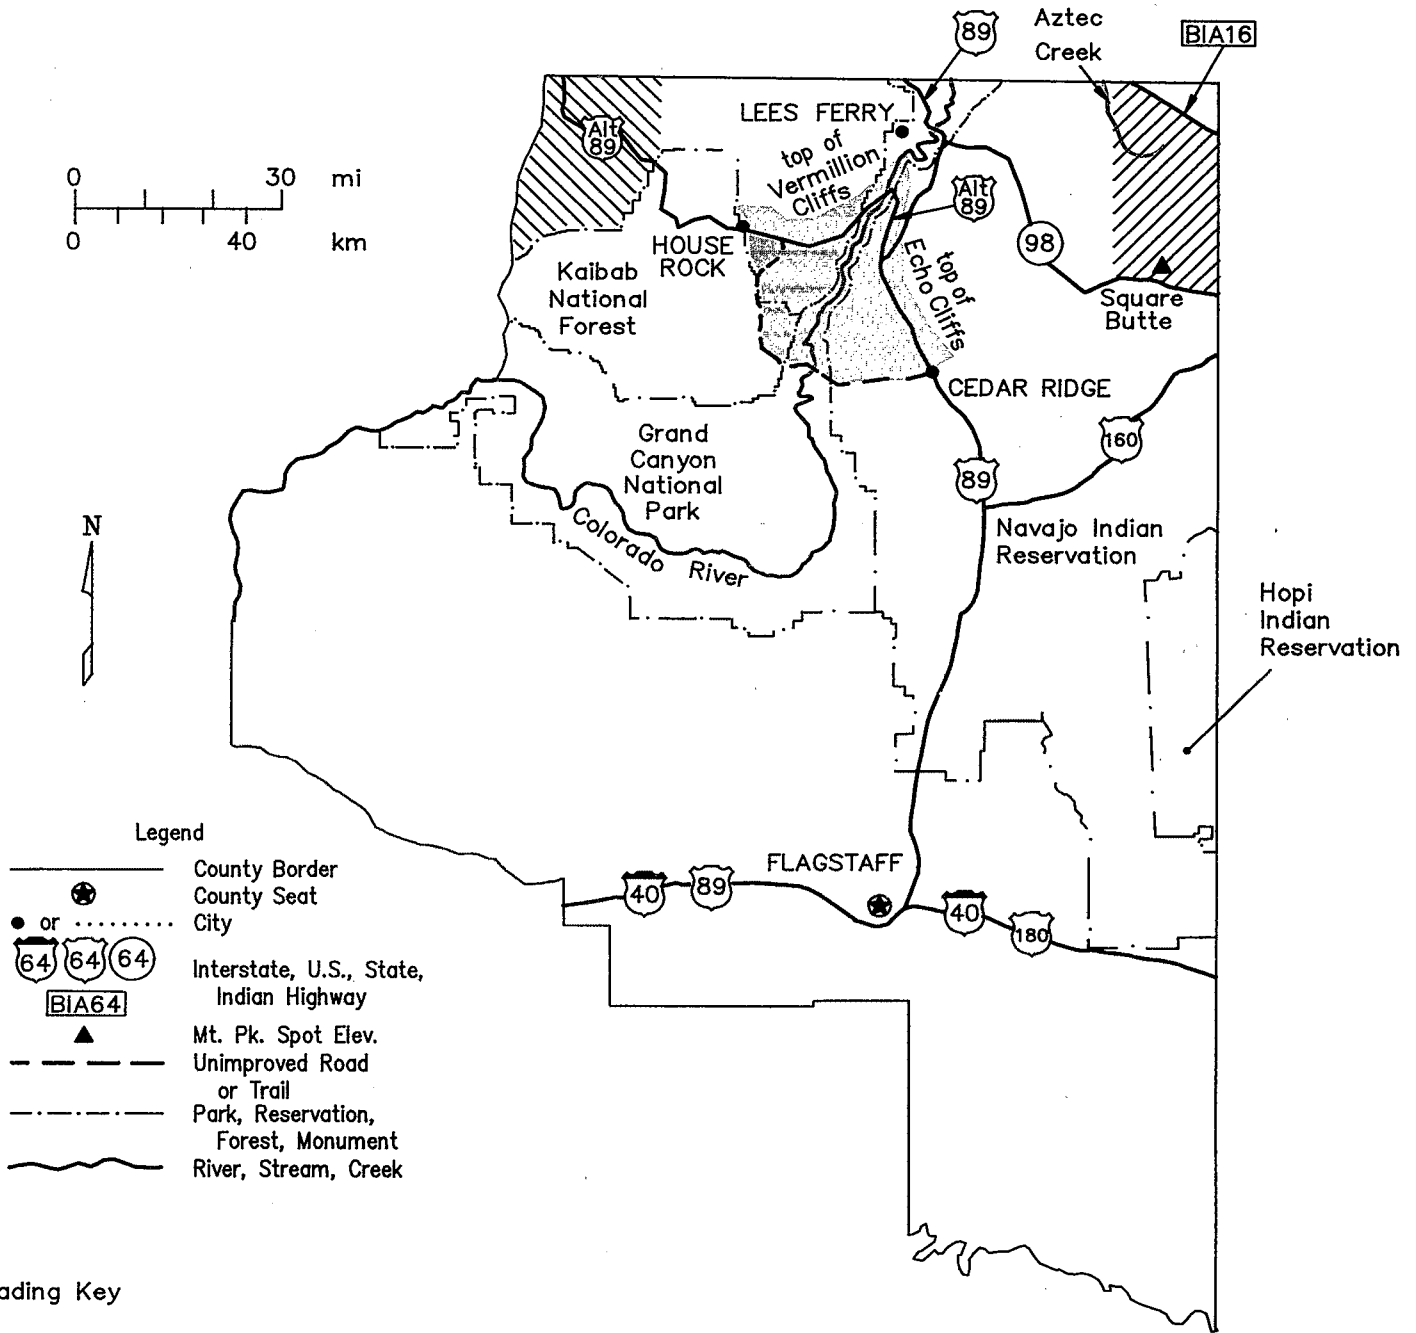 89
Aztec
Creek
BIA16
LEES FERRY
Alt
89
top of
Vermillion
Cliffs
0 30 mi
0 40 km
Alt
89
98
HOUSE
ROCK
top of
Echo Cliffs
Kaibab
National
Forest
Square
Butte
CEDAR RIDGE
160
Grand
Canyon
National
Park
89
N
Colorado River
Navajo Indian
Reservation
Hopi
Indian
Reservation
Legend
County Border
County Seat
or City
64 64 64
Interstate, U.S., State,
Indian Highway
BIA64
Mt. Pk. Spot Elev.
Unimproved Road
or Trail
Park, Reservation,
Forest, Monument
River, Stream, Creek
FLAGSTAFF
40
89
40
180
ading Key